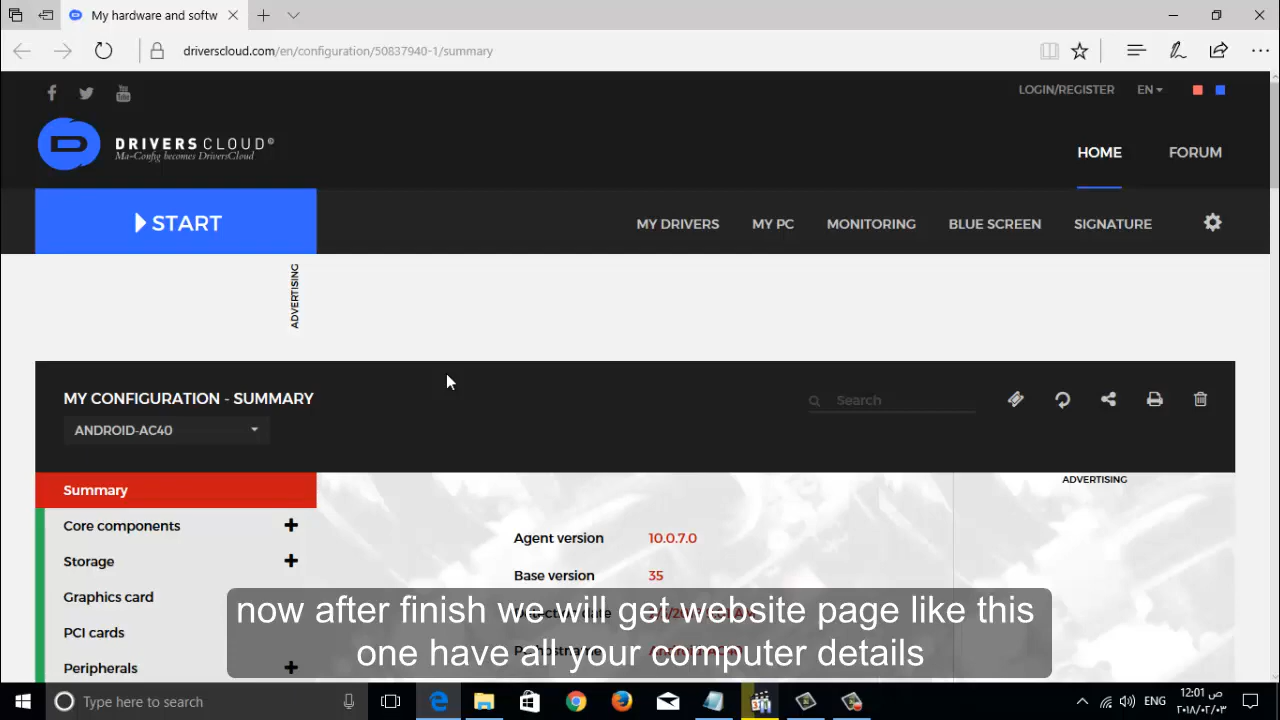 My hardware and softw
driverscloud.com/en/configuration/50837940-1/summary
LOGIN/REGISTER EN
DRIVERSCLOUD®
Ma-Config becomes DriversCloud
HOME FORUM
START
MY DRIVERS MY PC MONITORING BLUE SCREEN SIGNATURE
ADVERTISING
MY CONFIGURATION - SUMMARY
Search
ANDROID-AC40
ADVERTISING
Summary
Core components
Storage
Graphics card
PCI cards
Peripherals
Agent version 10.0.7.0
Base version 35
now after finish we will get website page like this
one have all your computer details
Type here to search
ENG
12:01 ص
٢٠١٨/٠٢/٠٣